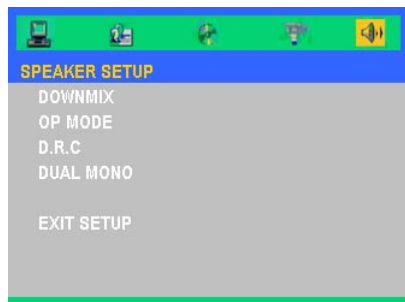 SPEAKER SETUP
DOWNMIX
OP MODE
D.R.C
DUAL MONO
EXIT SETUP